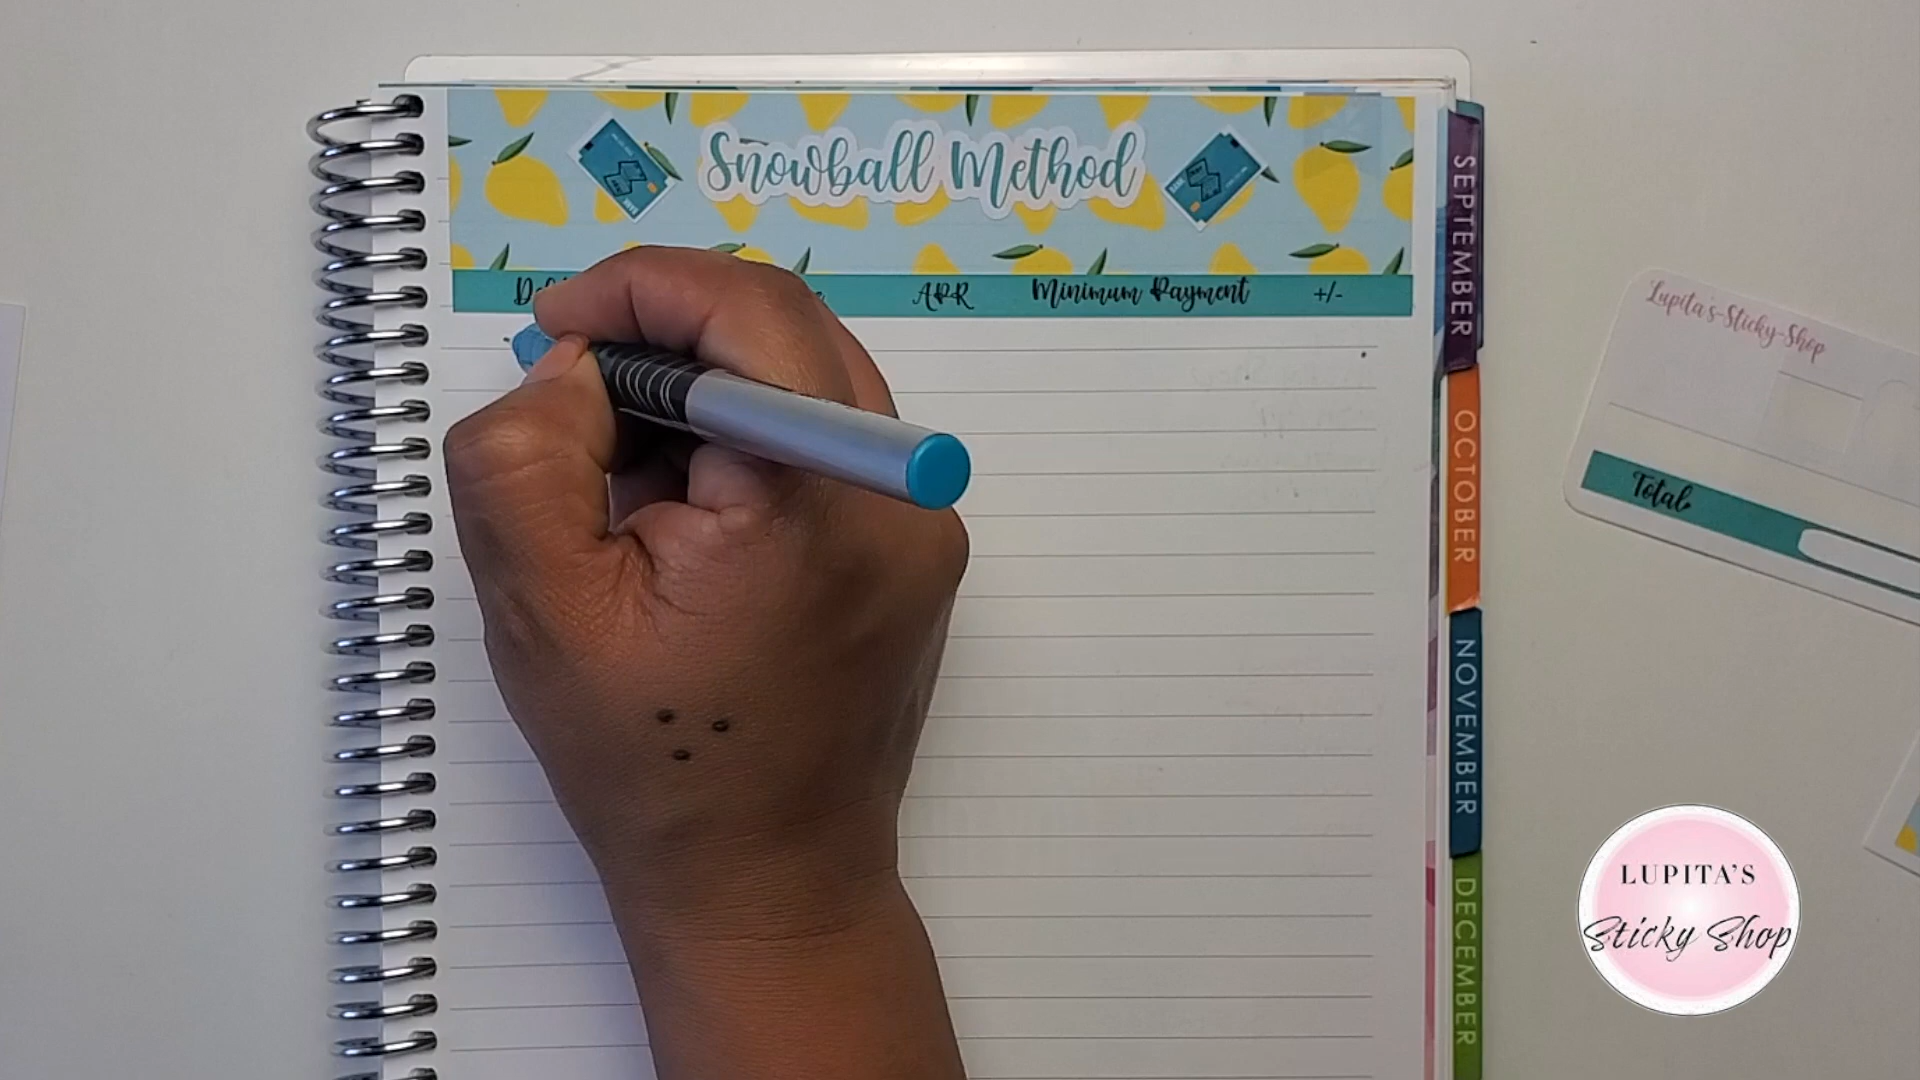 Snowball Method
APR Minimum Payment +/-
SEPTEMBER
OCTOBER
NOVEMBER
DECEMBER
Lupita's-Sticky-Shop
Total
LUPITA'S
Sticky Shop